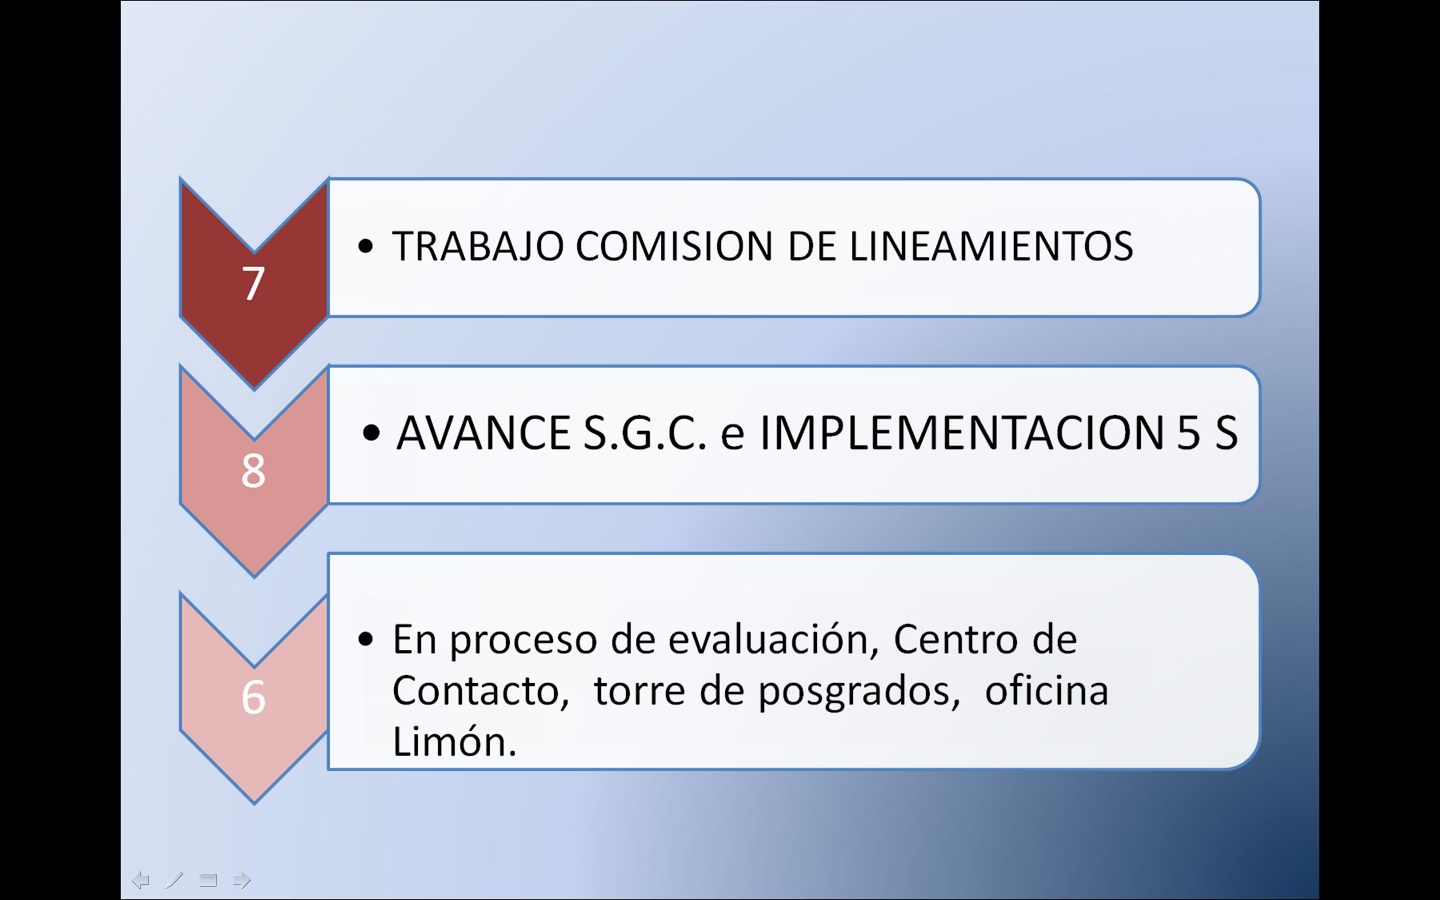 7
• TRABAJO COMISION DE LINEAMIENTOS
8
• AVANCE S.G.C. e IMPLEMENTACION 5 S
6
• En proceso de evaluación, Centro de
Contacto, torre de posgrados, oficina
Limón.